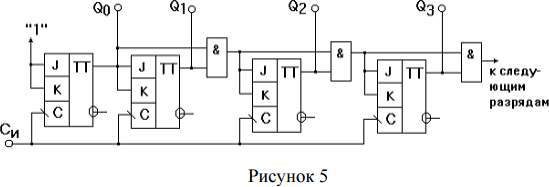 Q0 Q1 Q2 Q3
"1"
& & &
J TT J TT J TT J TT &
K K K K
C C C C
Cи
к следу-
ющим
разрядам
Рисунок 5